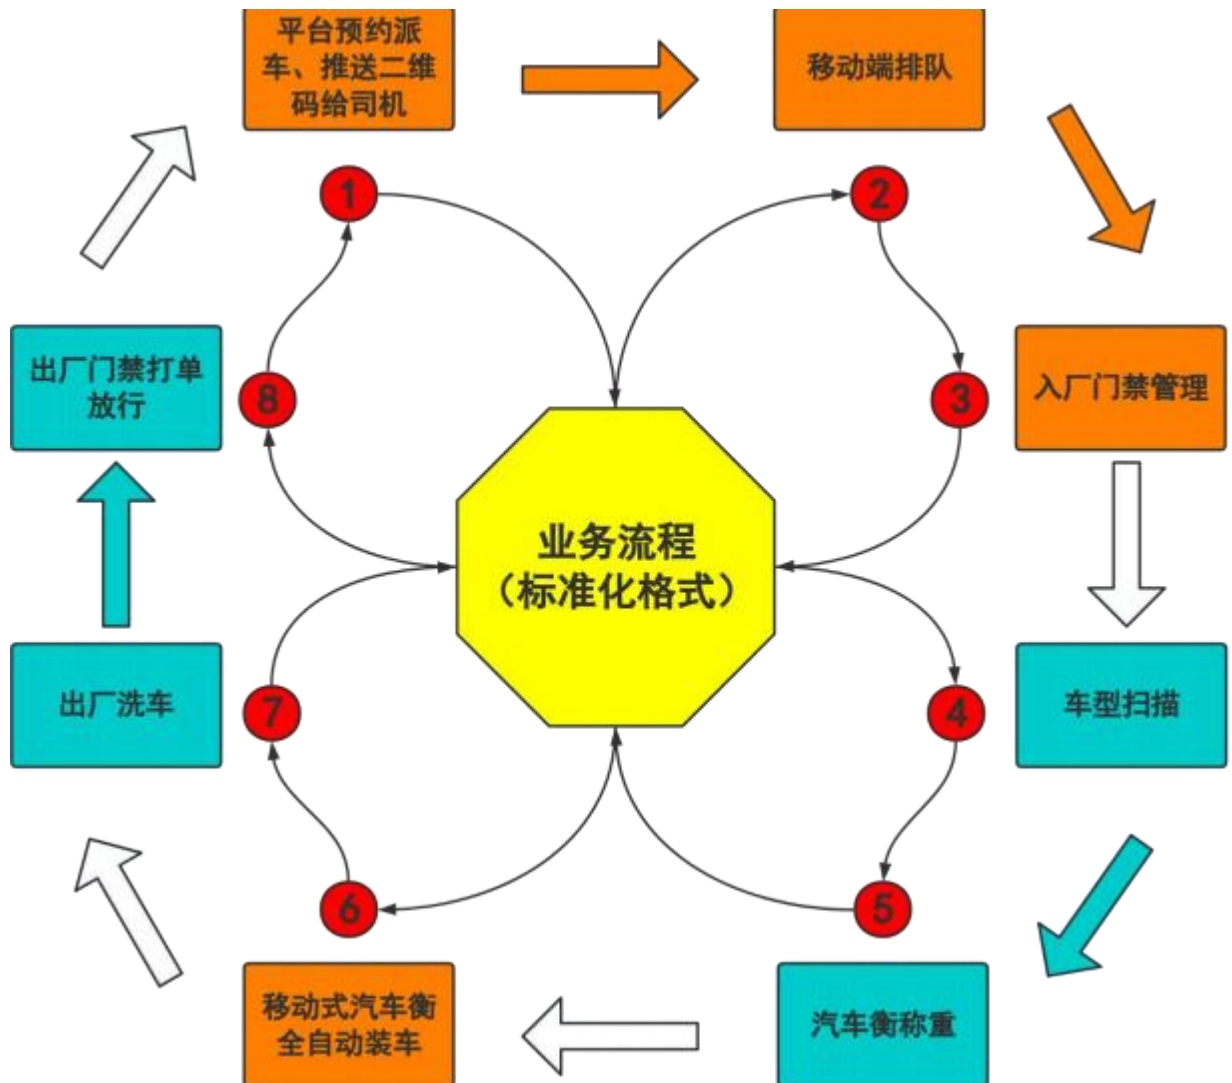 平台预约派
车、推送二维
码给司机
移动端排队
1
2
出厂门禁打单
放行
8
3
入厂门禁管理
业务流程
（标准化格式）
出厂洗车
7
4
车型扫描
6
5
移动式汽车衡
全自动装车
汽车衡称重